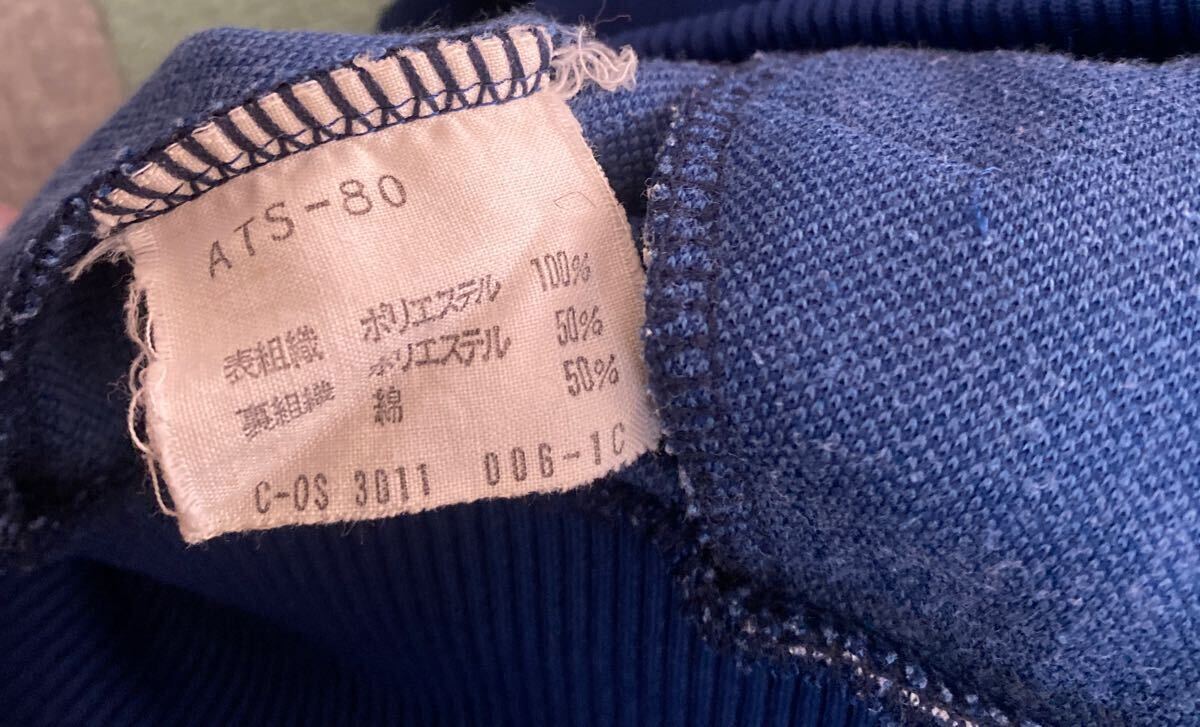 ATS-80
表組織 ポリエステル 100%
裏組織 ポリエステル 50%
綿 50%
C-0S 3011 006-1C